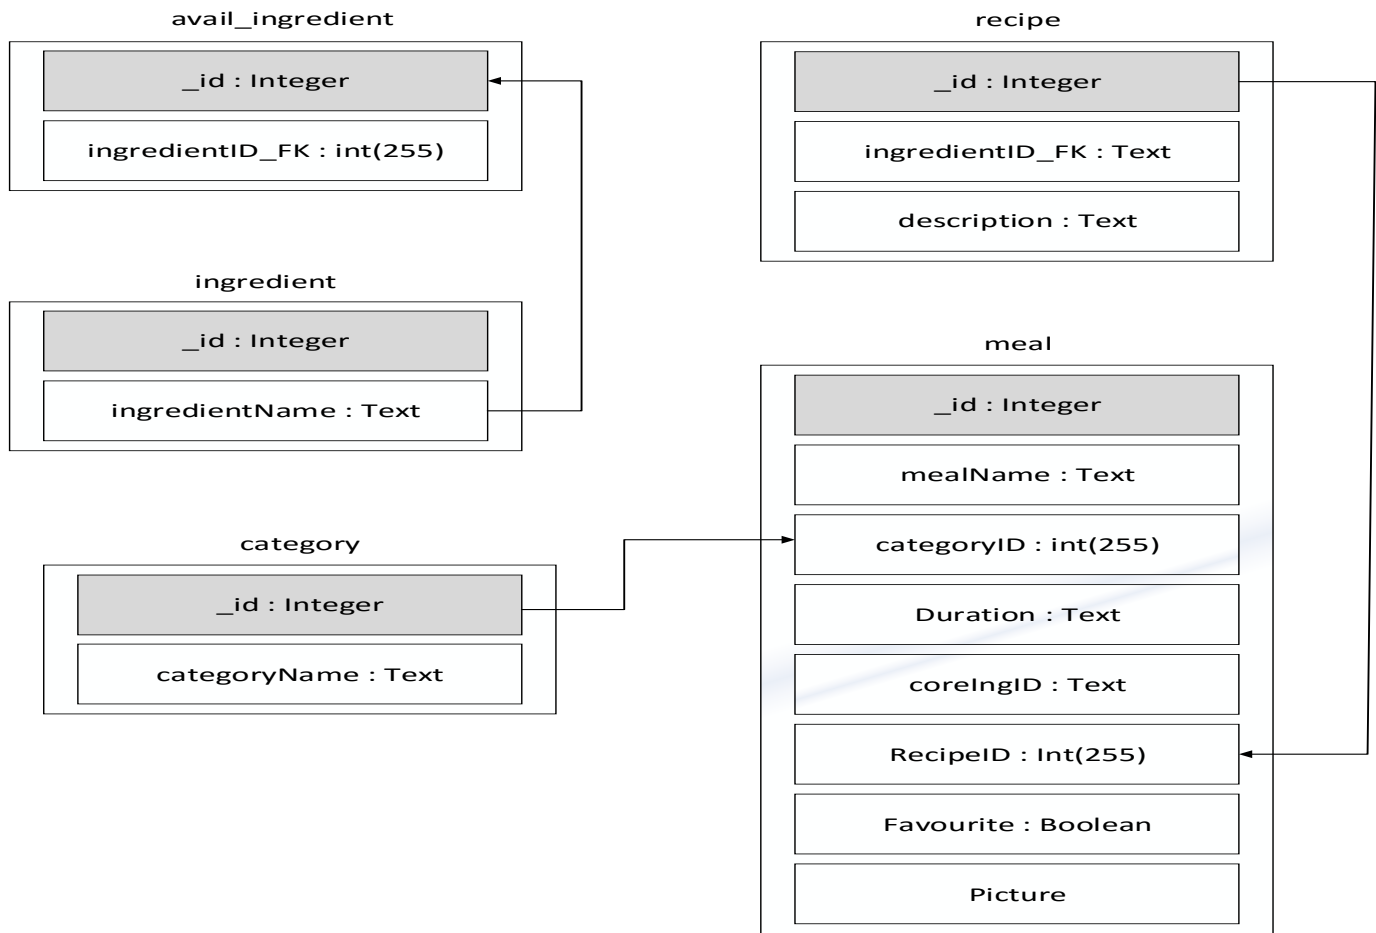 avail_ingredient
_id : Integer
ingredientID_FK : int(255)
ingredient
_id : Integer
ingredientName : Text
category
_id : Integer
categoryName : Text
recipe
_id : Integer
ingredientID_FK : Text
description : Text
meal
_id : Integer
mealName : Text
categoryID : int(255)
Duration : Text
coreIngID : Text
RecipeID : Int(255)
Favourite : Boolean
Picture